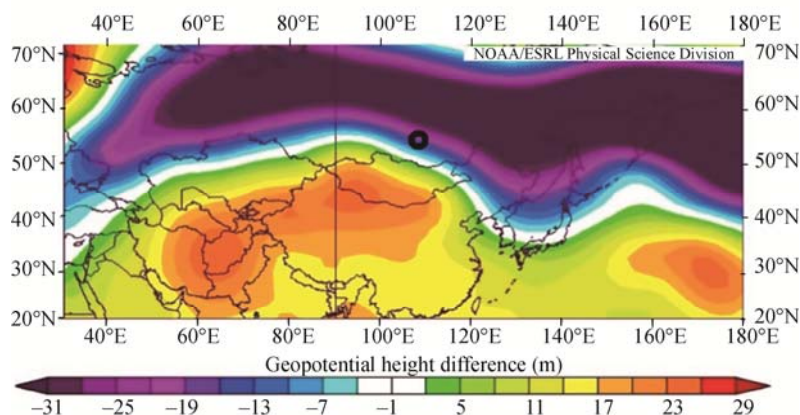 40°E 60°E 80°E 100°E 120°E 140°E 160°E 180°E
70°N NOAA/ESRL Physical Science Division 70°N
60°N 60°N
50°N 50°N
40°N 40°N
30°N 30°N
20°N 20°N
40°E 60°E 80°E 100°E 120°E 140°E 160°E 180°E
Geopotential height difference (m)
−31 −25 −19 −13 −7 −1 5 11 17 23 29